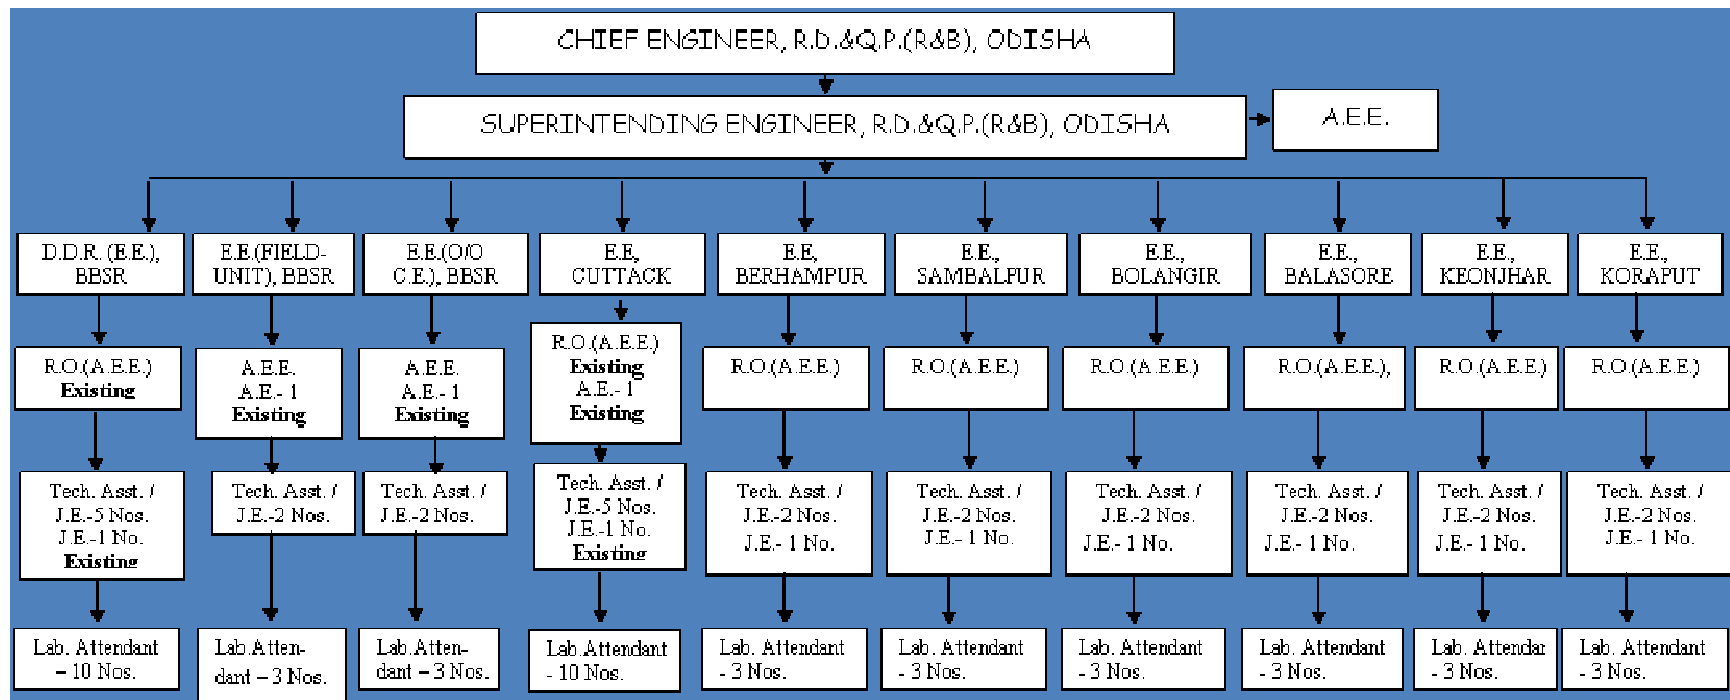 CHIEF ENGINEER, R.D.&Q.P.(R&B), ODISHA
SUPERINTENDING ENGINEER, R.D.&Q.P.(R&B), ODISHA
A.E.E.
D.D.R. (E.E.),
BBSR
E.E.(FIELD-
UNIT), BBSR
E.E.(O/O
C.E.), BBSR
E.E,
CUTTACK
E.E,
BERHAMPUR
E.E.,
SAMBALPUR
E.E.,
BOLANGIR
E.E.,
BALASORE
E.E.,
KEONJHAR
E.E.,
KORAPUT
R.O.(A.E.E.)
Existing
A.E.E.
A.E.- 1
Existing
A.E.E.
A.E.- 1
Existing
R.O.(A.E.E.)
Existing
A.E.- 1
Existing
R.O.(A.E.E.)
R.O.(A.E.E.)
R.O.(A.E.E.)
R.O.(A.E.E.),
R.O.(A.E.E.)
R.O.(A.E.E.)
Tech. Asst. /
J.E.-5 Nos.
J.E.-1 No.
Existing
Tech. Asst. /
J.E.-2 Nos.
Tech. Asst. /
J.E.-2 Nos.
Tech. Asst. /
J.E.-5 Nos.
J.E.-1 No.
Existing
Tech. Asst. /
J.E.-2 Nos.
J.E.- 1 No.
Tech. Asst. /
J.E.-2 Nos.
J.E.- 1 No.
Tech. Asst. /
J.E.-2 Nos.
J.E.- 1 No.
Tech. Asst. /
J.E.-2 Nos.
J.E.- 1 No.
Tech. Asst. /
J.E.-2 Nos.
J.E.- 1 No.
Tech. Asst. /
J.E.-2 Nos.
J.E.- 1 No.
Lab. Attendant
– 10 Nos.
Lab.Atten-
dant – 3 Nos.
Lab.Atten-
dant – 3 Nos.
Lab. Attendant
- 10 Nos.
Lab. Attendant
- 3 Nos.
Lab. Attendant
- 3 Nos.
Lab. Attendant
- 3 Nos.
Lab. Attendant
- 3 Nos.
Lab. Attendar
- 3 Nos.
Lab. Attendant
- 3 Nos.